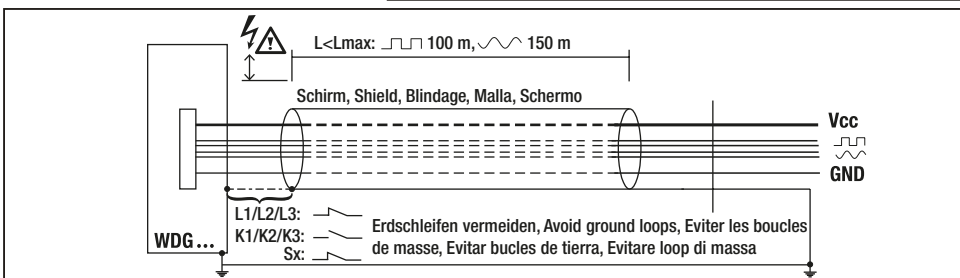 L<Lmax: 100 m, 150 m
Schirm, Shield, Blindage, Malla, Schermo
Vcc
GND
L1/L2/L3:
K1/K2/K3:
Sx:
Erdschleifen vermeiden, Avoid ground loops, Eviter les boucles
de masse, Evitar bucles de tierra, Evitare loop di massa
WDG...